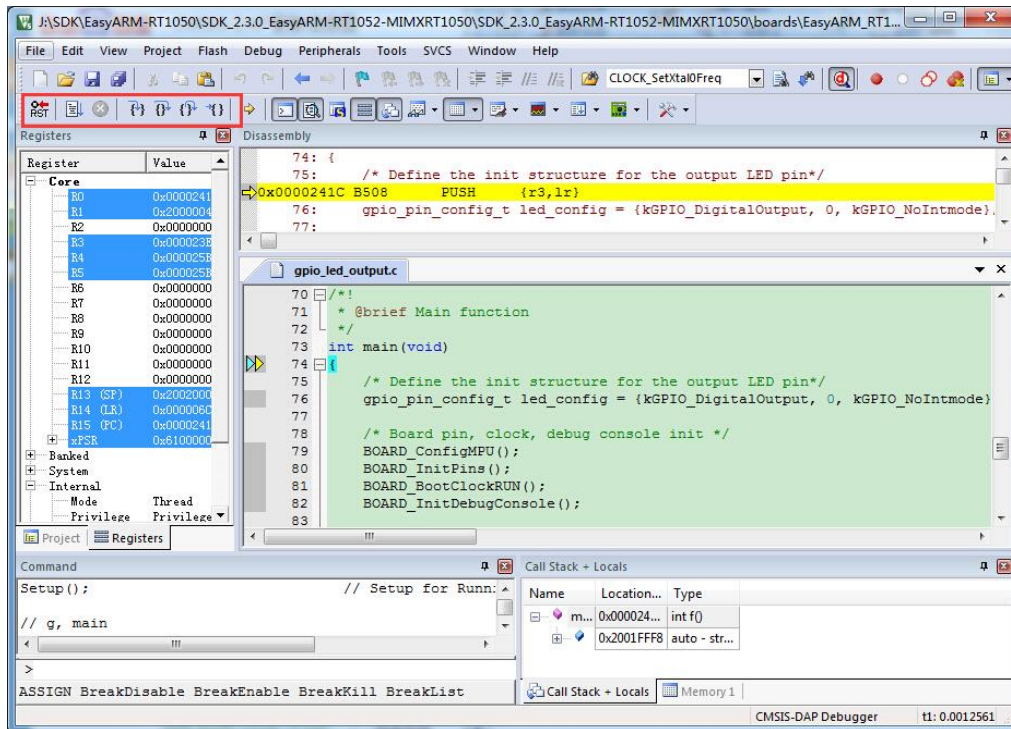 J:\SDK\EasyARM-RT1050\SDK_2.3.0_EasyARM-RT1052-MIMXRT1050\SDK_2.3.0_EasyARM-RT1052-MIMXRT1050\boards\EasyARM_RT1...
File Edit View Project Flash Debug Peripherals Tools SVCS Window Help
CLOCK_SetXtal0Freq
RST
Registers
Register Value
Core
R0 0x0000241
R1 0x2000004
R2 0x0000000
R3 0x000023E
R4 0x000025B
R5 0x000025B
R6 0x0000000
R7 0x0000000
R8 0x0000000
R9 0x0000000
R10 0x0000000
R11 0x0000000
R12 0x0000000
R13 (SP) 0x2002000
R14 (LR) 0x000006C
R15 (PC) 0x0000241
xPSR 0x6100000
Banked
System
Internal
Mode Thread
Privilege Privilege
Project Registers
Disassembly
74: {
75: /* Define the init structure for the output LED pin*/
0x0000241C B508 PUSH {r3,lr}
76: gpio_pin_config_t led_config = {kGPIO_DigitalOutput, 0, kGPIO_NoIntmode}
77:
gpio_led_output.c
70 /*!
71 * @brief Main function
72 */
73 int main(void)
74 {
75 /* Define the init structure for the output LED pin*/
76 gpio_pin_config_t led_config = {kGPIO_DigitalOutput, 0, kGPIO_NoIntmode}
77
78 /* Board pin, clock, debug console init */
79 BOARD_ConfigMPU();
80 BOARD_InitPins();
81 BOARD_BootClockRUN();
82 BOARD_InitDebugConsole();
83
Command
Setup(); // Setup for Runn
// g, main
>
ASSIGN BreakDisable BreakEnable BreakKill BreakList
Call Stack + Locals
Name Location... Type
m... 0x000024... int f()
0x2001FFF8 auto - str...
Call Stack + Locals Memory 1
CMSIS-DAP Debugger t1: 0.0012561